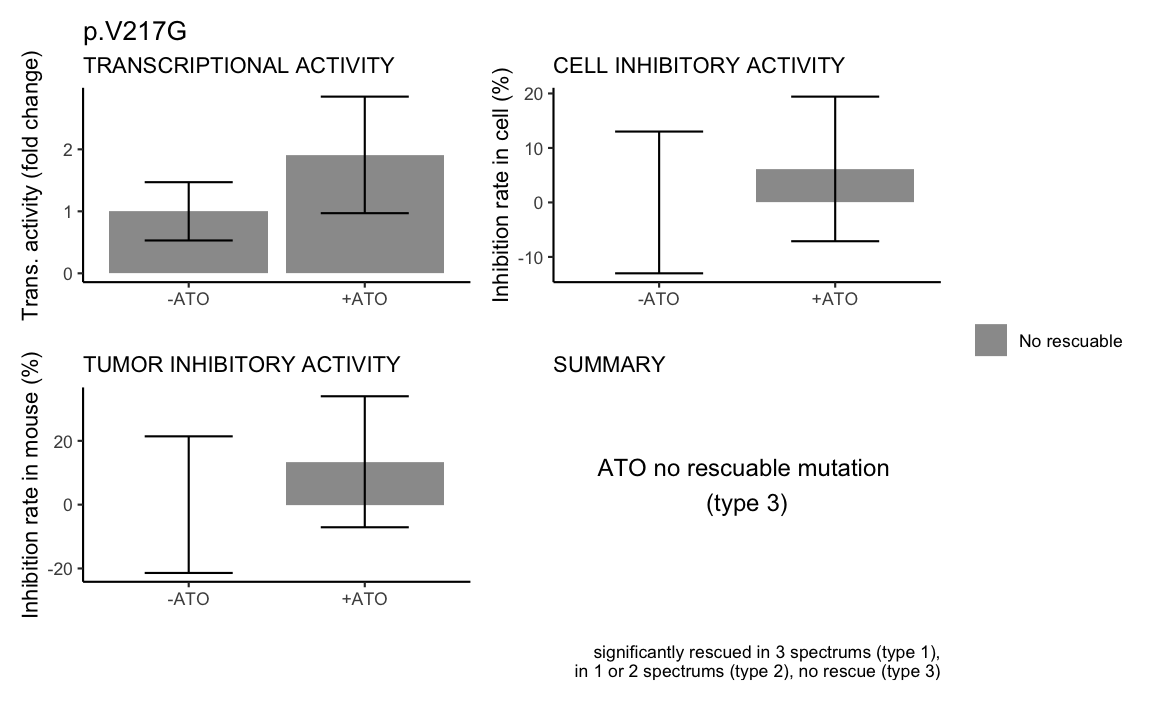 p.V217G
TRANSCRIPTIONAL ACTIVITY
Trans. activity (fold change)
2
1
0
-ATO
+ATO
CELL INHIBITORY ACTIVITY
Inhibition rate in cell (%)
20
10
0
-10
-ATO
+ATO
No rescuable
TUMOR INHIBITORY ACTIVITY
Inhibition rate in mouse (%)
20
0
-20
-ATO
+ATO
SUMMARY
ATO no rescuable mutation
(type 3)
significantly rescued in 3 spectrums (type 1),
in 1 or 2 spectrums (type 2), no rescue (type 3)